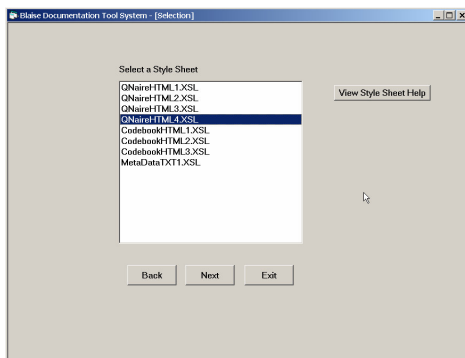 Blaise Documentation Tool System - [Selection]
Select a Style Sheet
QNaireHTML1.XSL
QNaireHTML2.XSL
QNaireHTML3.XSL
QNaireHTML4.XSL
CodebookHTML1.XSL
CodebookHTML2.XSL
CodebookHTML3.XSL
MetaDataTXT1.XSL
View Style Sheet Help
Back Next Exit